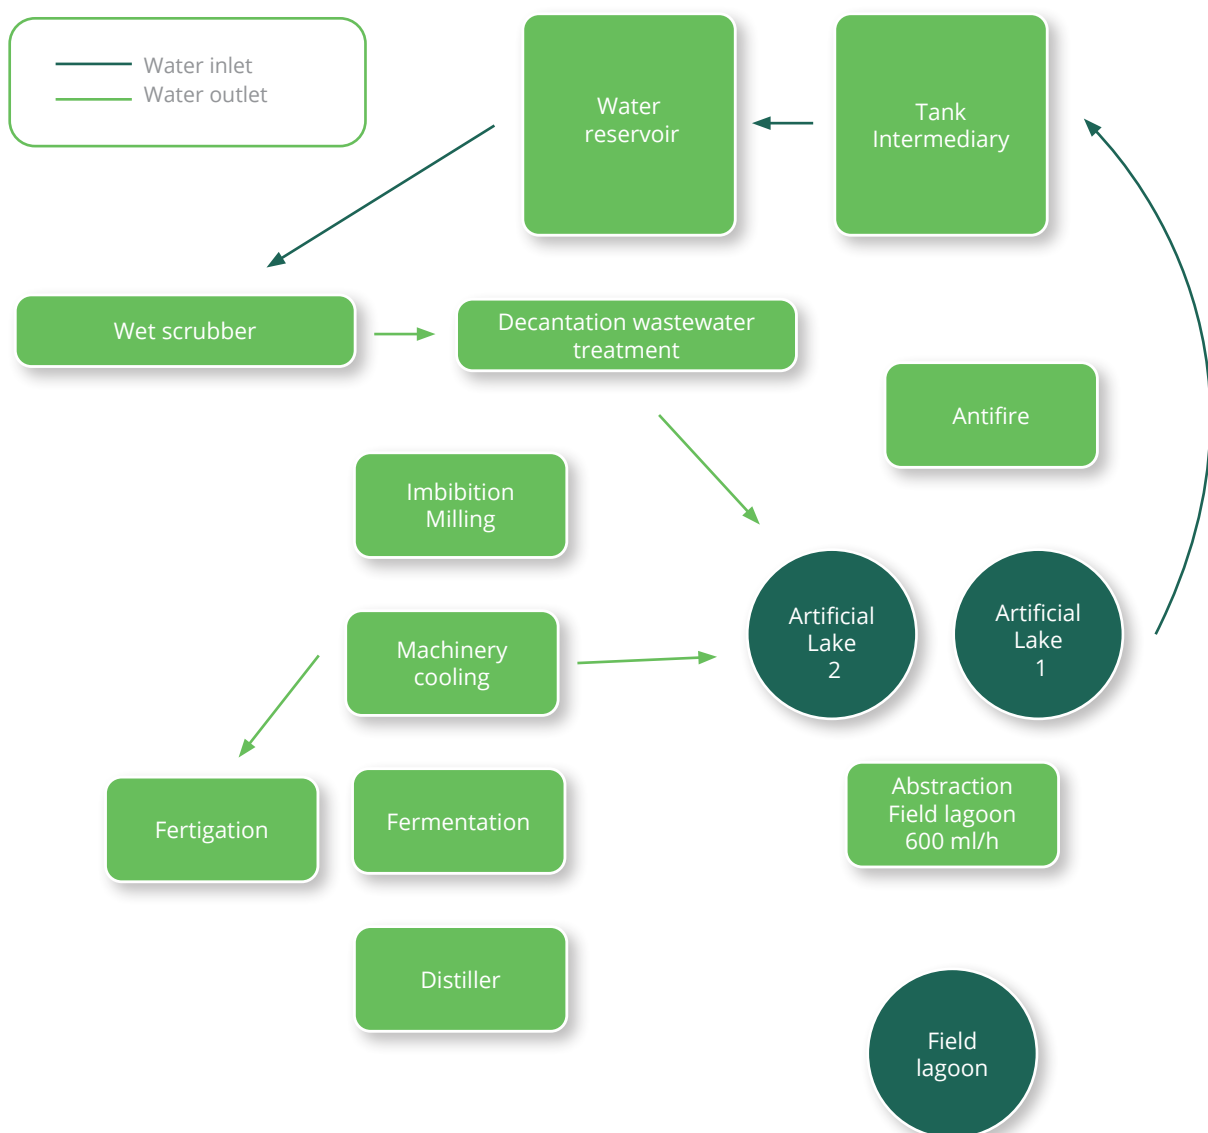 Water inlet
Water outlet
Water
reservoir
Tank
Intermediary
Wet scrubber
Decantation wastewater
treatment
Antifire
Imbibition
Milling
Artificial
Lake
2
Artificial
Lake
1
Machinery
cooling
Fertigation
Fermentation
Abstraction
Field lagoon
600 ml/h
Distiller
Field
lagoon